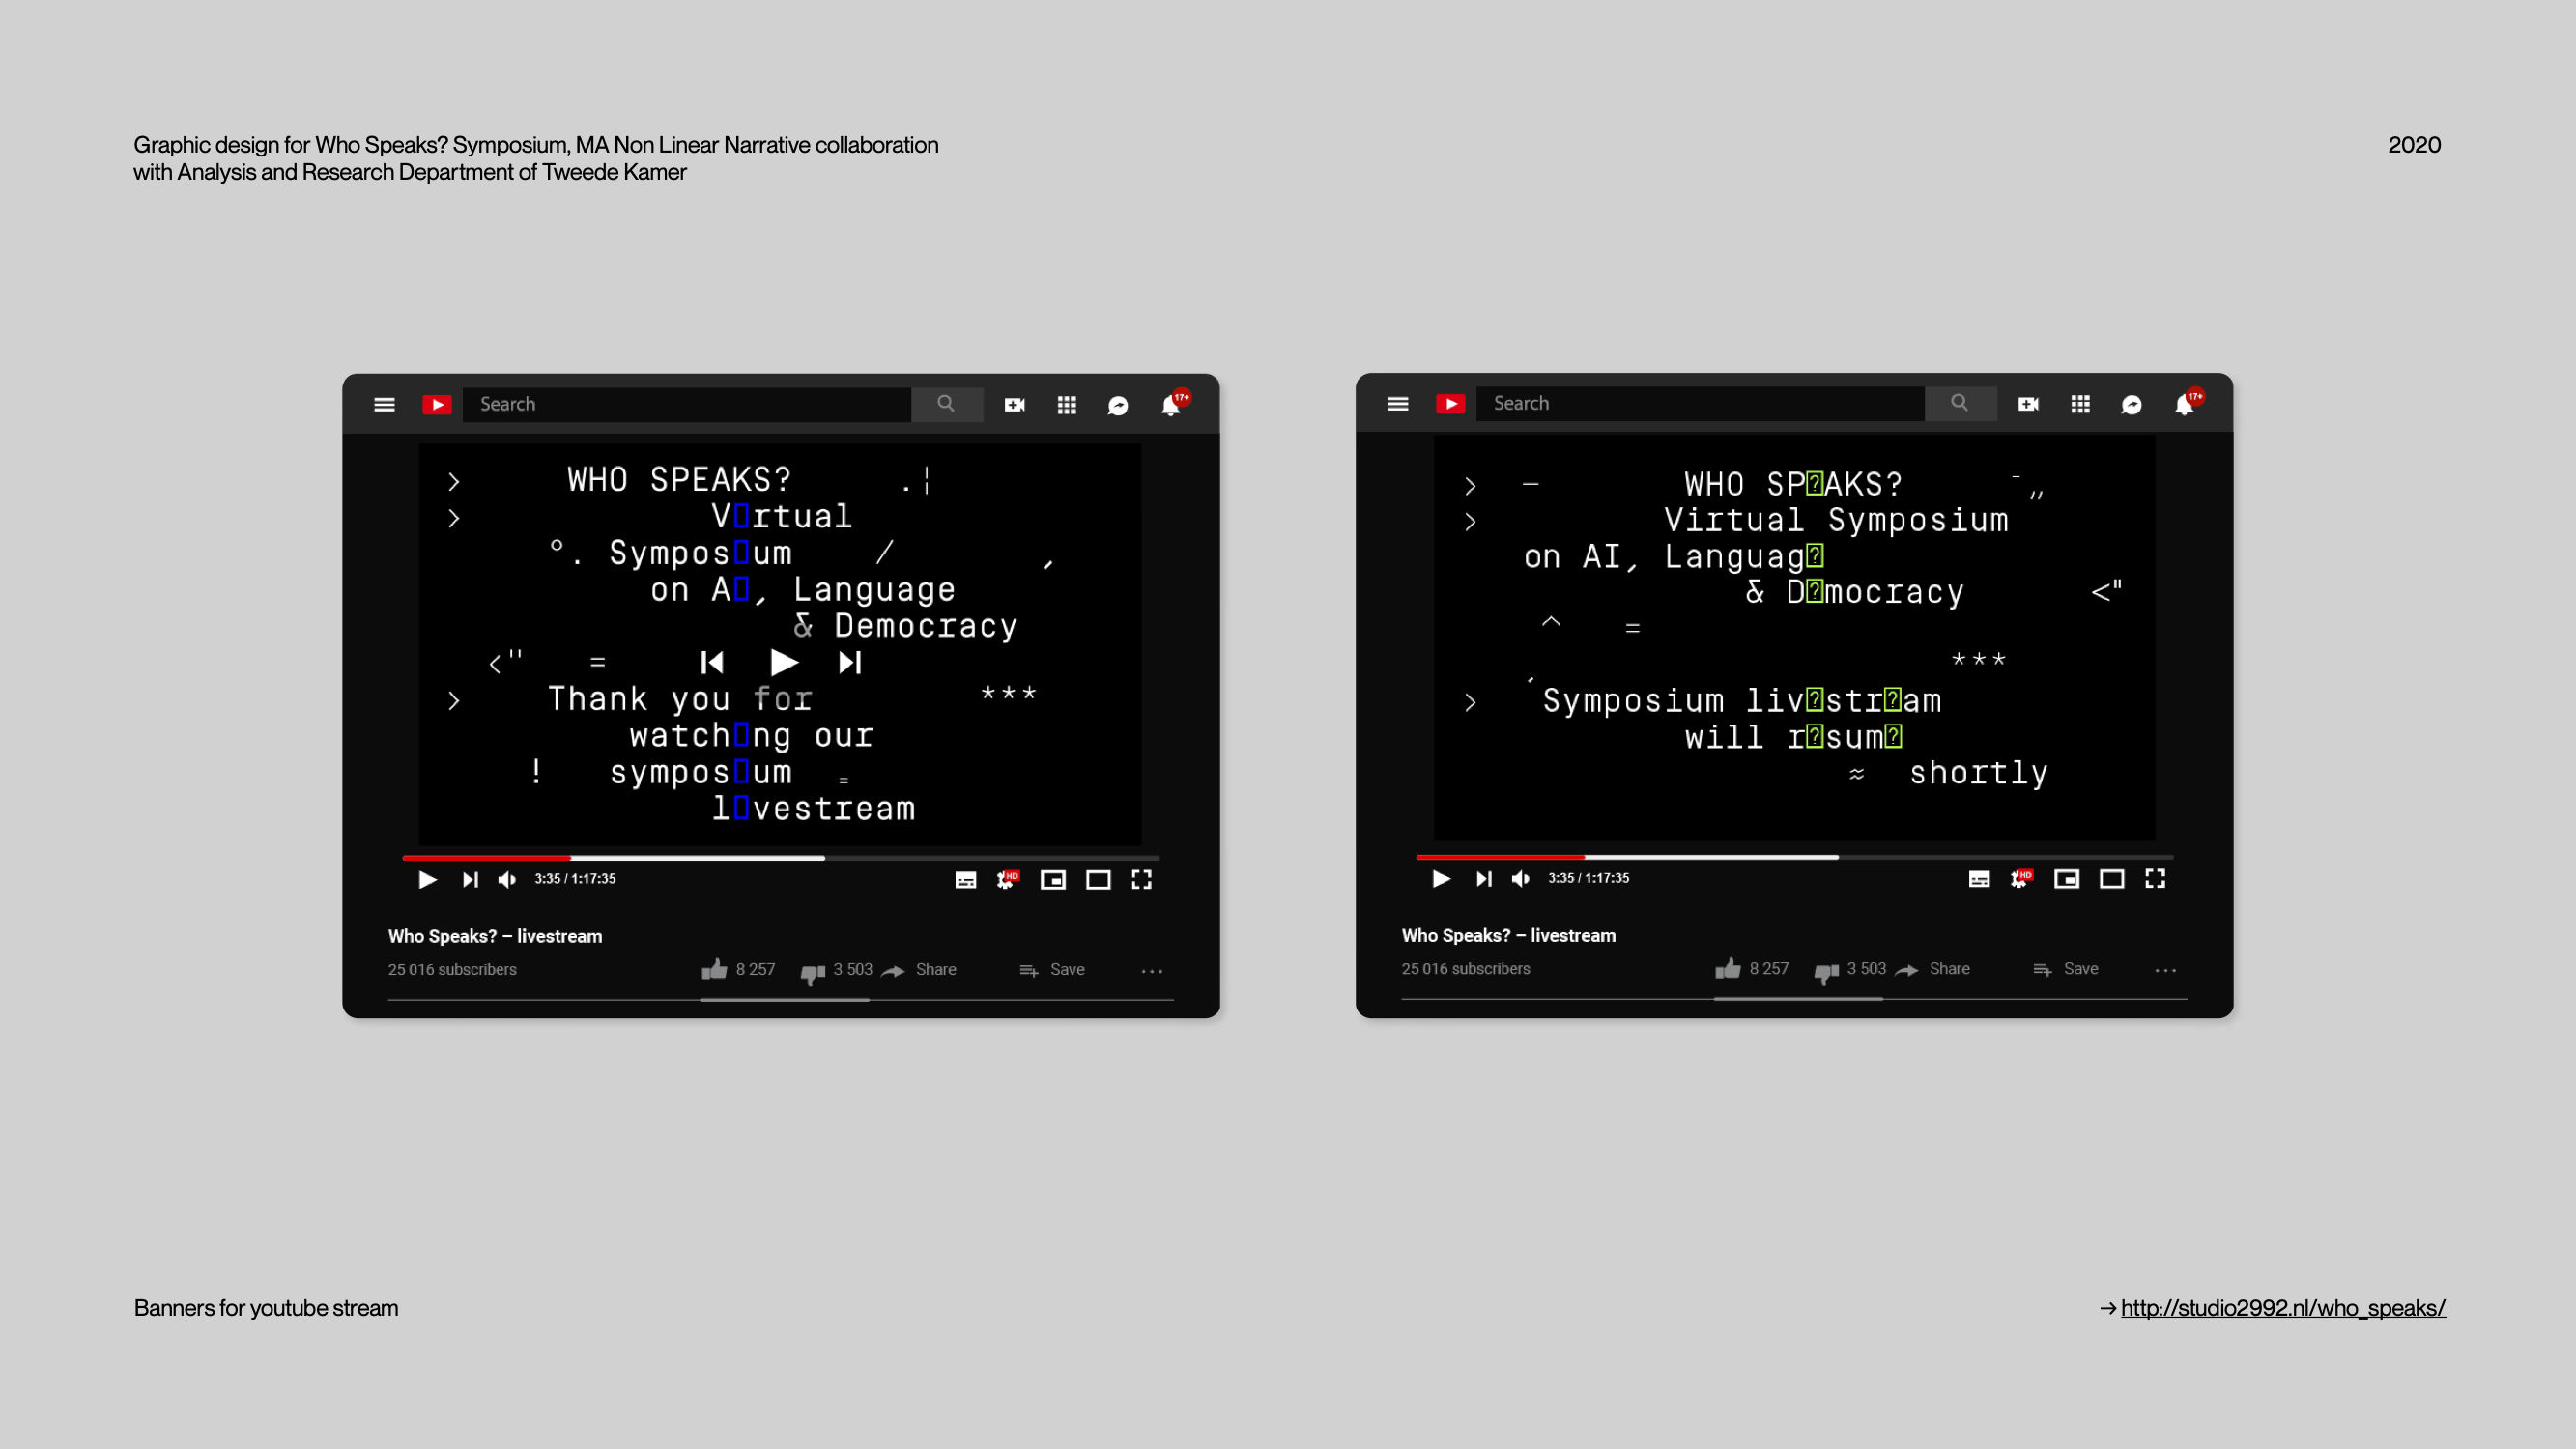 Graphic design for Who Speaks? Symposium, MA Non Linear Narrative collaboration
with Analysis and Research Department of Tweede Kamer
2020
Search
17+
> WHO SPEAKS? .¦
> V▯rtual
°. Sympos▯um / ,
on A▯, Language
& Democracy
<" =
> Thank you for ***
watch▯ng our
! sympos▯um =
l▯vestream
3:35 / 1:17:35
HD
Who Speaks? – livestream
25 016 subscribers
8 257
3 503
Share
Save
...
Search
17+
> – WHO SP⍰AKS? ¯ „
> Virtual Symposium
on AI, Languag⍰
& D⍰mocracy <"
^ =
***
> ´Symposium liv⍰str⍰am
will r⍰sum⍰
≈ shortly
3:35 / 1:17:35
HD
Who Speaks? – livestream
25 016 subscribers
8 257
3 503
Share
Save
...
Banners for youtube stream
→ http://studio2992.nl/who_speaks/